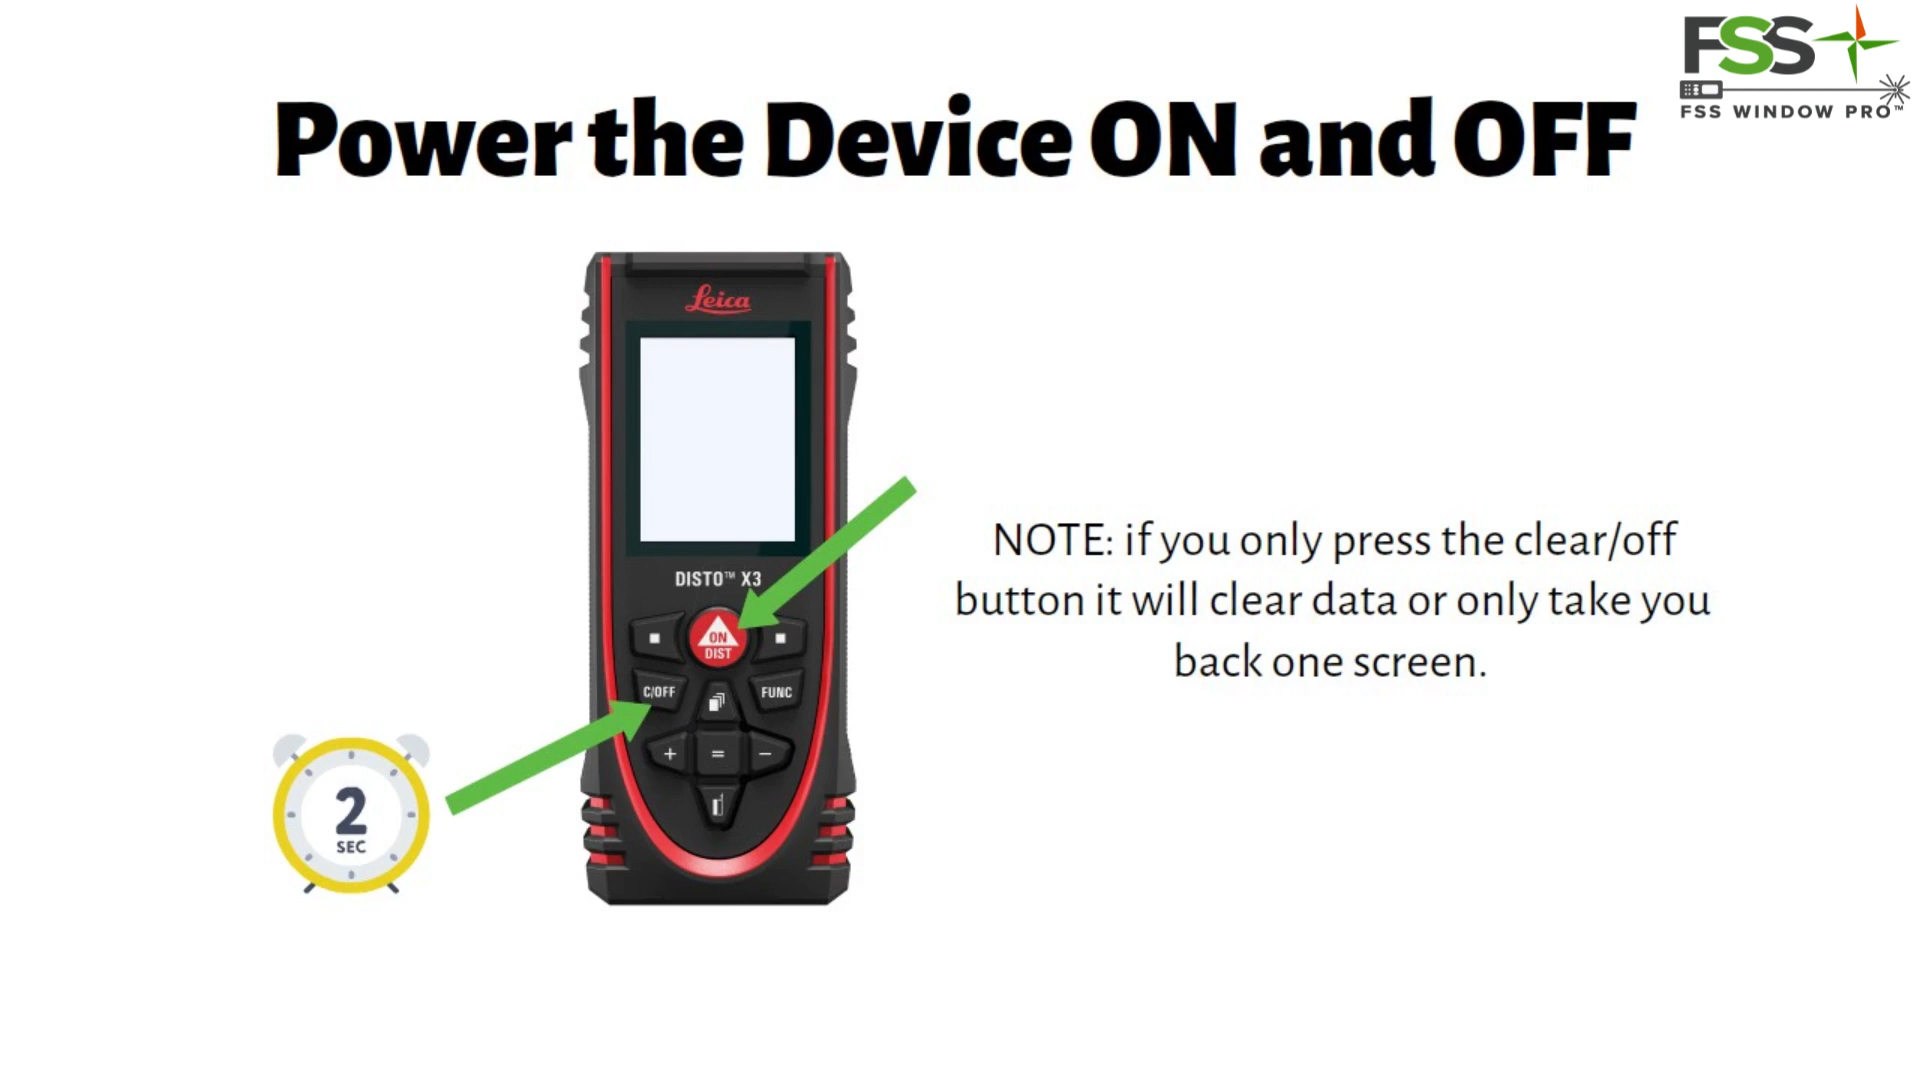 FSS
FSS WINDOW PRO™
Power the Device ON and OFF
Leica
DISTO™ X3
ON
DIST
C/OFF
FUNC
+ = −
2
SEC
NOTE: if you only press the clear/off
button it will clear data or only take you
back one screen.